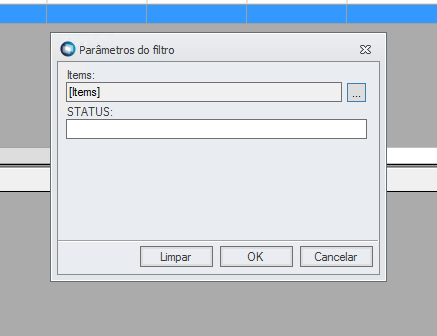 Parâmetros do filtro
Items:
[Items]
...
STATUS:
Limpar OK Cancelar